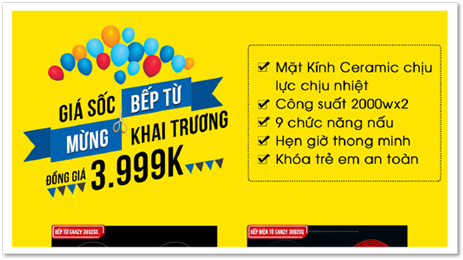 GIÁ SỐC BẾP TỪ
MỪNG KHAI TRƯƠNG
ĐỒNG GIÁ 3.999K
Mặt Kính Ceramic chịu
lực chịu nhiệt
Công suất 2000wx2
9 chức năng nấu
Hẹn giờ thong minh
Khóa trẻ em an toàn
BẾP TỪ CANZY
BẾP ĐIỆN TỪ CANZY